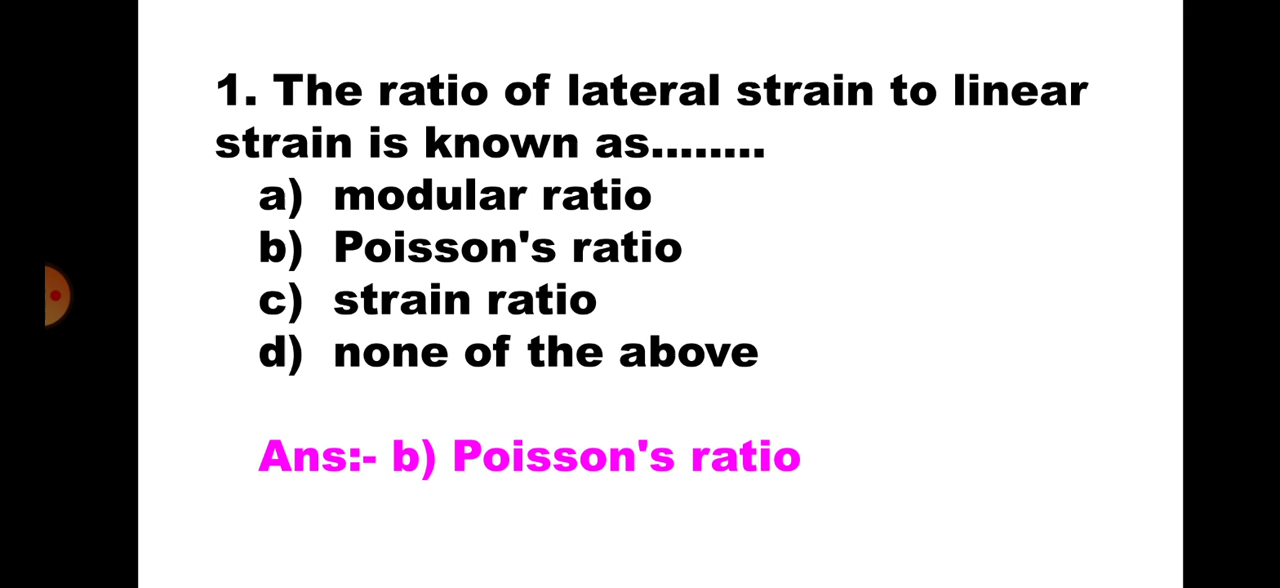 1. The ratio of lateral strain to linear
strain is known as........
a) modular ratio
b) Poisson's ratio
c) strain ratio
d) none of the above
Ans:- b) Poisson's ratio